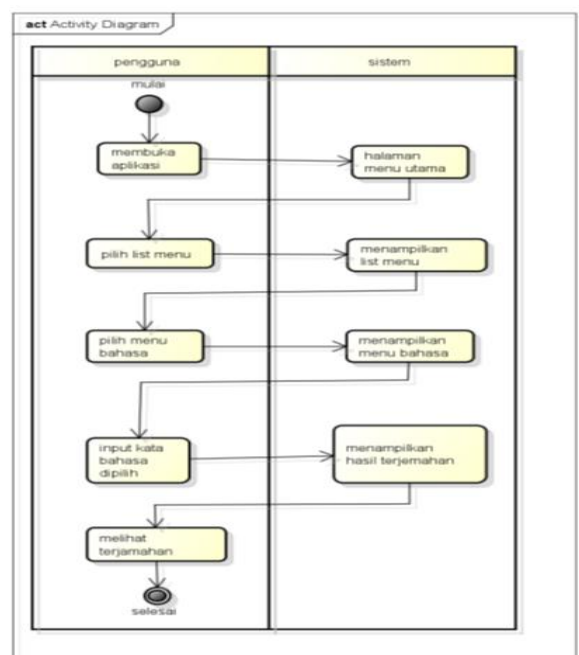 act Activity Diagram
pengguna
sistem
mulai
membuka
aplikasi
halaman
menu utama
pilih list menu
menampilkan
list menu
pilih menu
bahasa
menampilkan
menu bahasa
input kata
bahasa
dipilih
menampilkan
hasil terjemahan
melihat
terjamahan
selesai